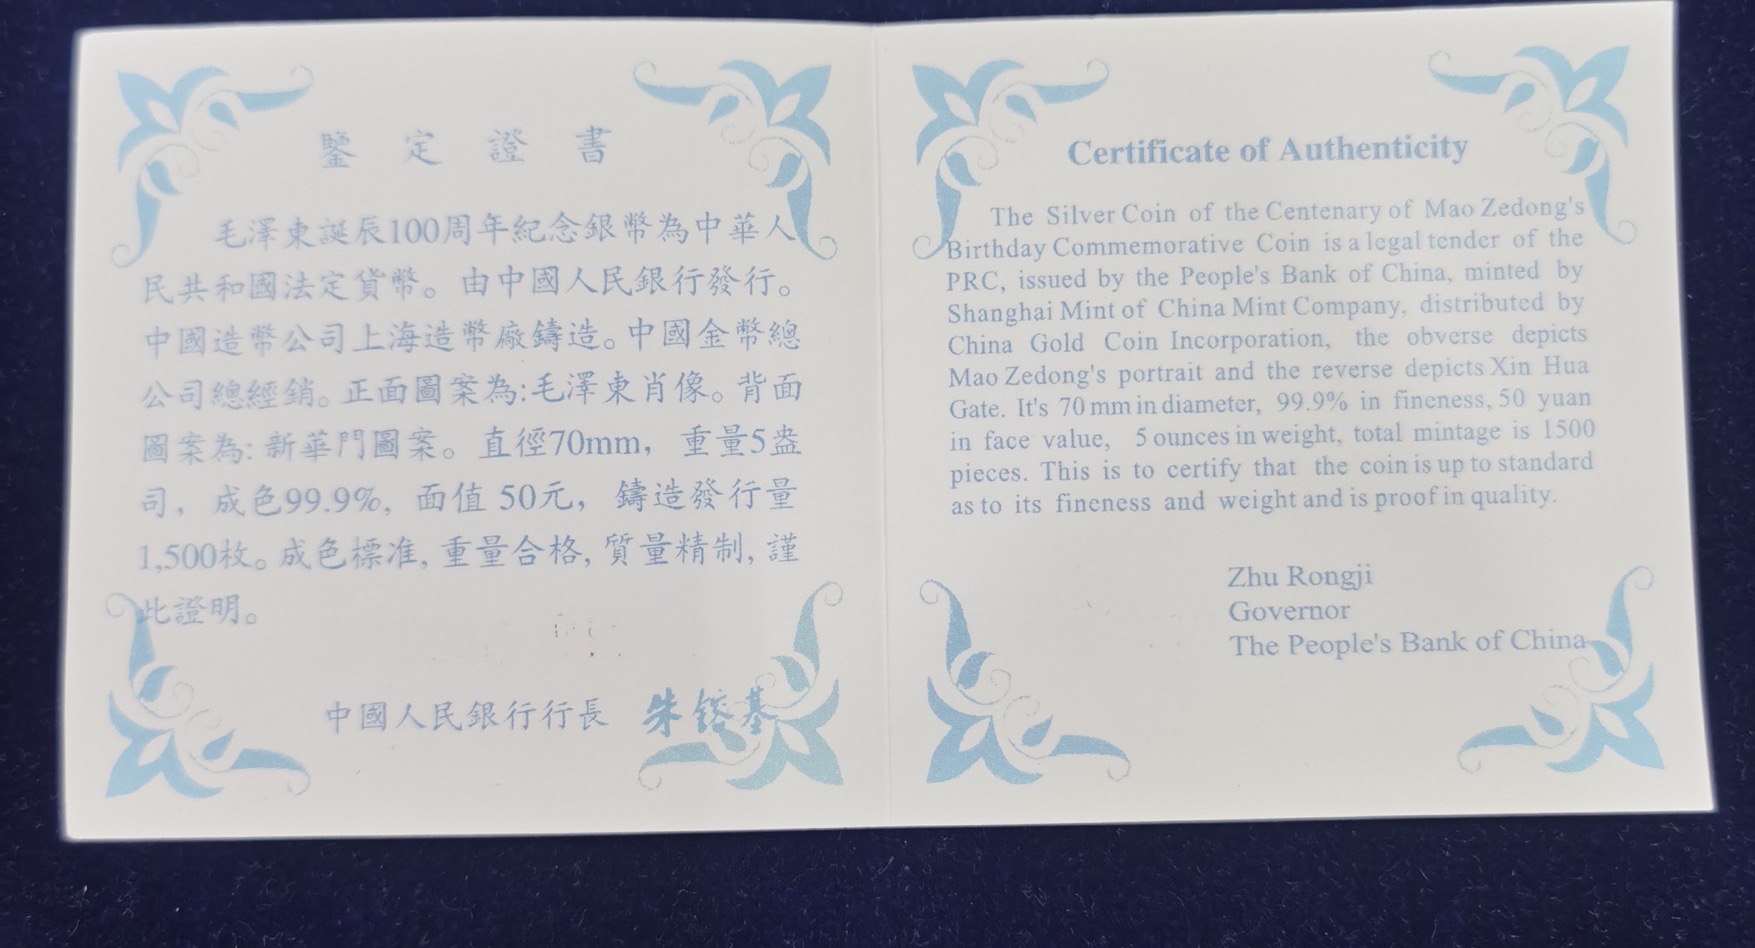 鑒定證書
毛澤東誕辰100周年紀念銀幣為中華人
民共和國法定貨幣。由中國人民銀行發行。
中國造幣公司上海造幣廠鑄造。中國金幣總
公司總經銷。正面圖案為:毛澤東肖像。背面
圖案為:新華門圖案。直徑70mm，重量5盎
司，成色99.9%,面值50元，鑄造發行量
1,500枚。成色標准,重量合格,質量精制,謹
此證明。
中國人民銀行行長 朱鎔基
Certificate of Authenticity
The Silver Coin of the Centenary of Mao Zedong's
Birthday Commemorative Coin is a legal tender of the
PRC, issued by the People's Bank of China, minted by
Shanghai Mint of China Mint Company, distributed by
China Gold Coin Incorporation, the obverse depicts
Mao Zedong's portrait and the reverse depicts Xin Hua
Gate. It's 70 mm in diameter, 99.9% in fineness, 50 yuan
in face value, 5 ounces in weight, total mintage is 1500
pieces. This is to certify that the coin is up to standard
as to its fineness and weight and is proof in quality.
Zhu Rongji
Governor
The People's Bank of China